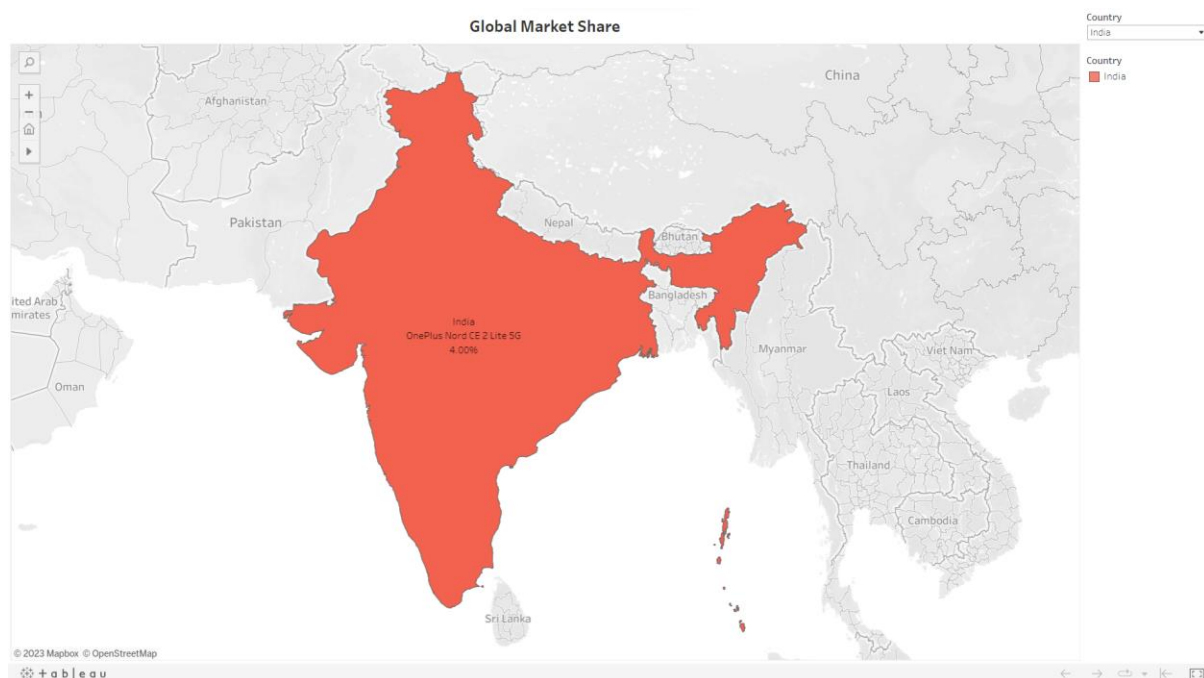 Global Market Share
Country
India
Country
India
China
Afghanistan
Pakistan
Nepal
Bhutan
Bangladesh
India
OnePlus Nord CE 2 Lite 5G
4.00%
Myanmar
Viet Nam
Laos
ited Arab
mirates
Oman
Thailand
Cambodia
Sri Lanka
© 2023 Mapbox © OpenStreetMap
+ableau